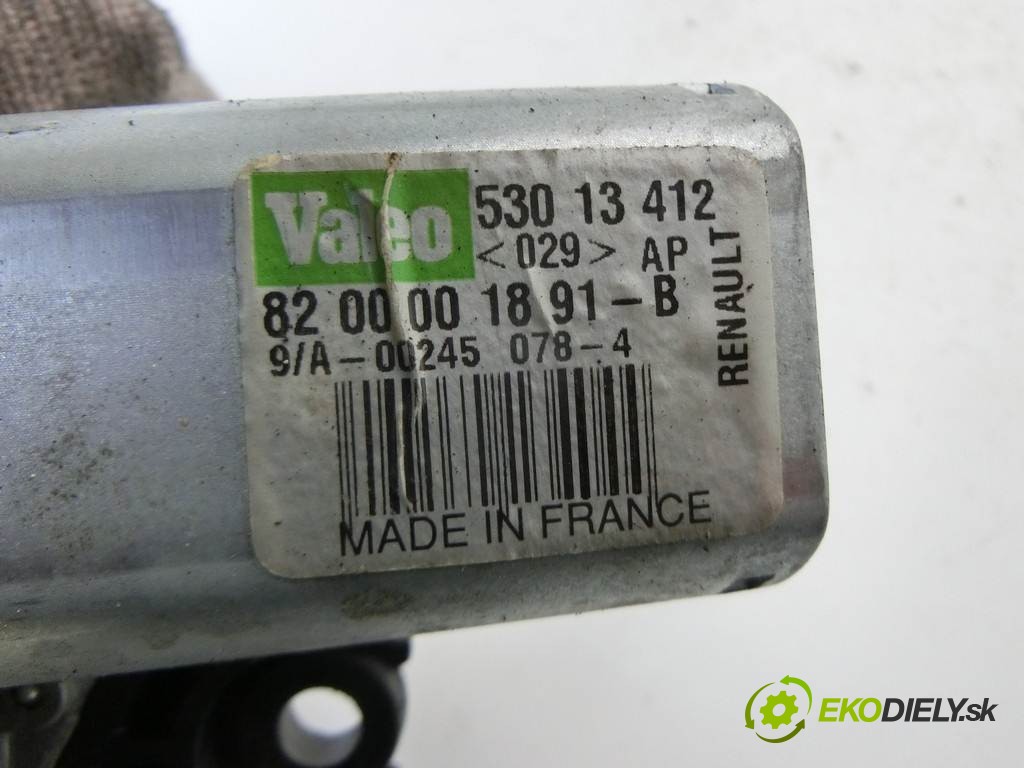 Valeo
530 13 412
<029> AP
82 00 00 18 91-B
9/A-00245 078-4
RENAULT
MADE IN FRANCE
EKODIELY.sk